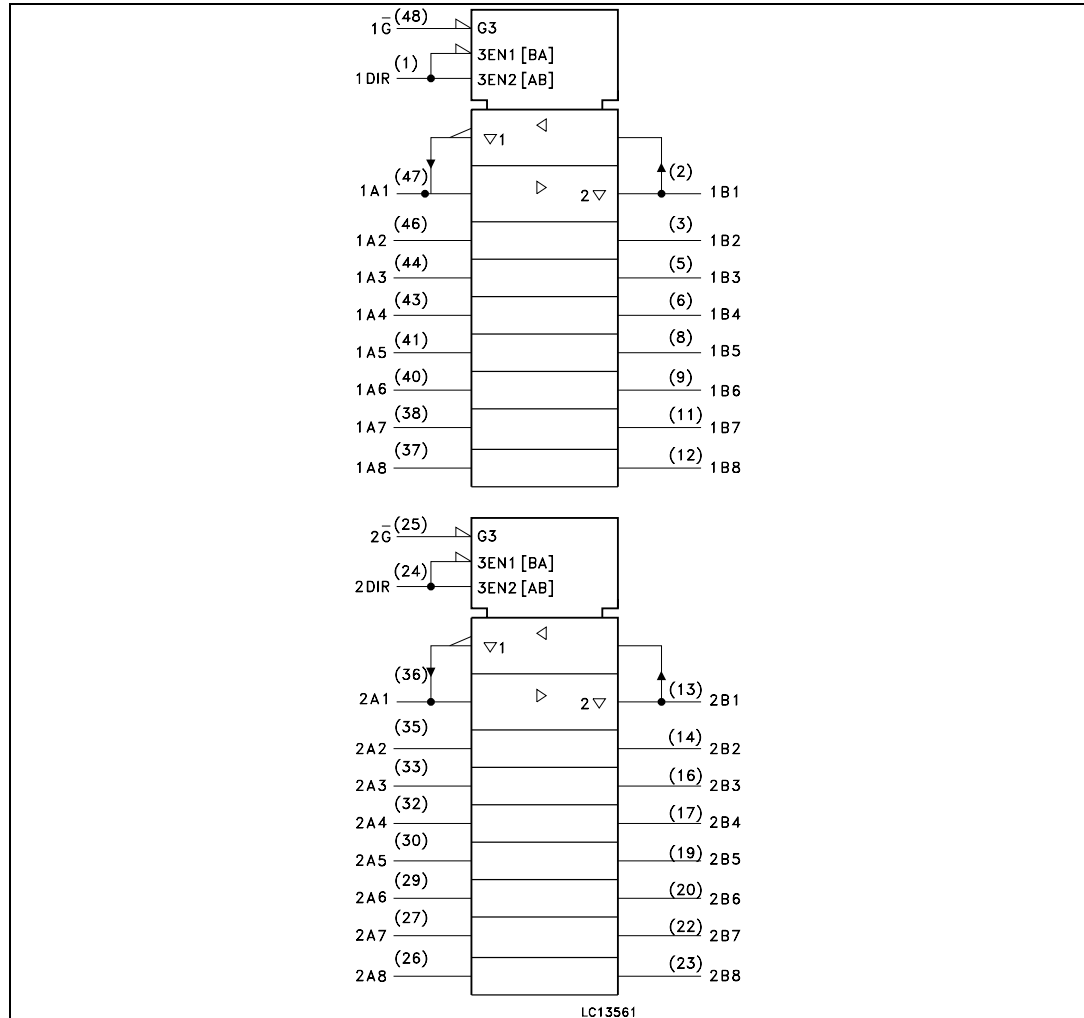 1G̅ (48) G3
3EN1 [BA]
1DIR (1) 3EN2 [AB]
▽1 ◁
1A1 (47) ▷ 2▽ (2) 1B1
1A2 (46) (3) 1B2
1A3 (44) (5) 1B3
1A4 (43) (6) 1B4
1A5 (41) (8) 1B5
1A6 (40) (9) 1B6
1A7 (38) (11) 1B7
1A8 (37) (12) 1B8
2G̅ (25) G3
3EN1 [BA]
2DIR (24) 3EN2 [AB]
▽1 ◁
2A1 (36) ▷ 2▽ (13) 2B1
2A2 (35) (14) 2B2
2A3 (33) (16) 2B3
2A4 (32) (17) 2B4
2A5 (30) (19) 2B5
2A6 (29) (20) 2B6
2A7 (27) (22) 2B7
2A8 (26) (23) 2B8
LC13561